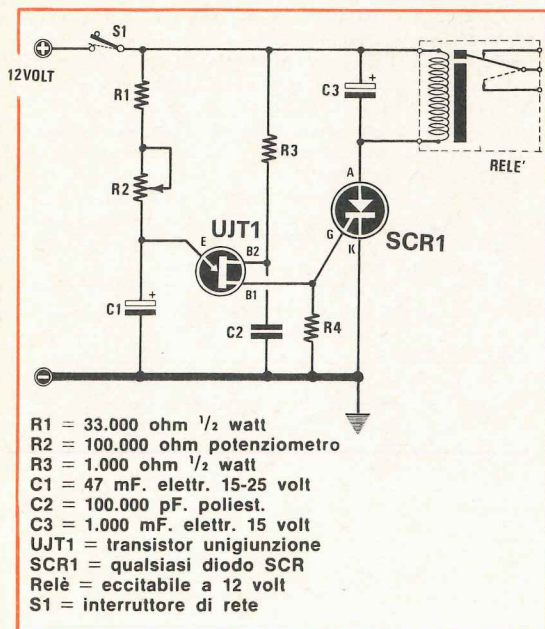 S1
12VOLT
R1
C3
R3
RELE'
R2
A
UJT1
G
SCR1
E
B2
K
B1
C1
C2
R4
R1 = 33.000 ohm 1/2 watt
R2 = 100.000 ohm potenziometro
R3 = 1.000 ohm 1/2 watt
C1 = 47 mF. elettr. 15-25 volt
C2 = 100.000 pF. poliest.
C3 = 1.000 mF. elettr. 15 volt
UJT1 = transistor unigiunzione
SCR1 = qualsiasi diodo SCR
Relè = eccitabile a 12 volt
S1 = interruttore di rete